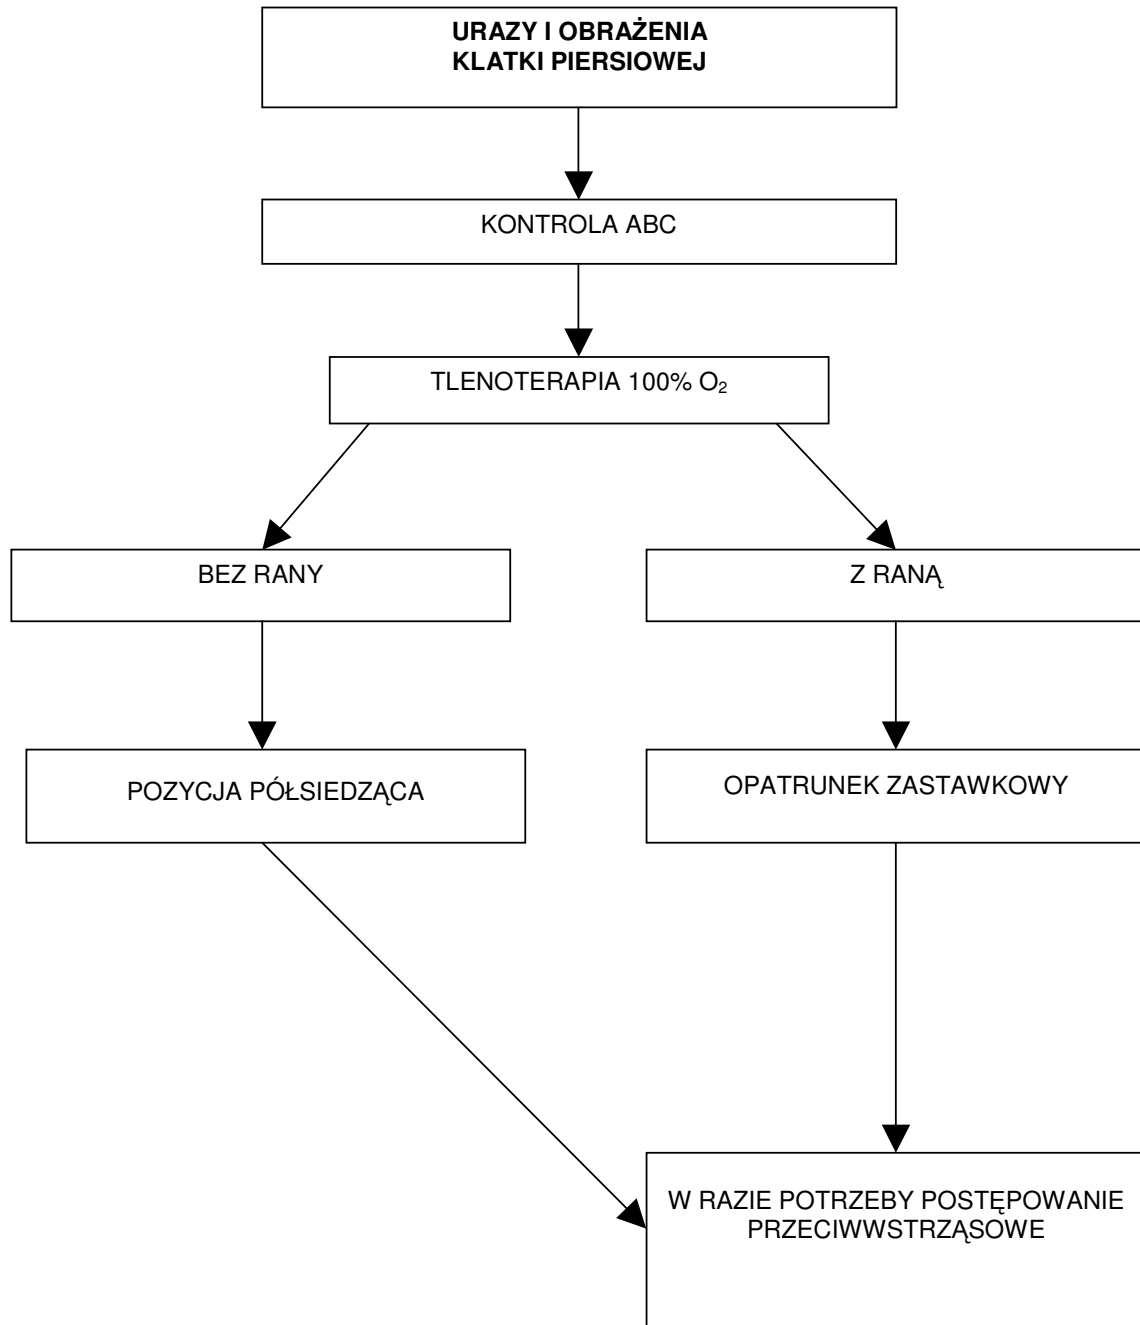 URAZY I OBRAŻENIA
KLATKI PIERSIOWEJ
KONTROLA ABC
TLENOTERAPIA 100% O₂
BEZ RANY
Z RANĄ
POZYCJA PÓŁSIEDZĄCA
OPATRUNEK ZASTAWKOWY
W RAZIE POTRZEBY POSTĘPOWANIE
PRZECIWWSTRZĄSOWE